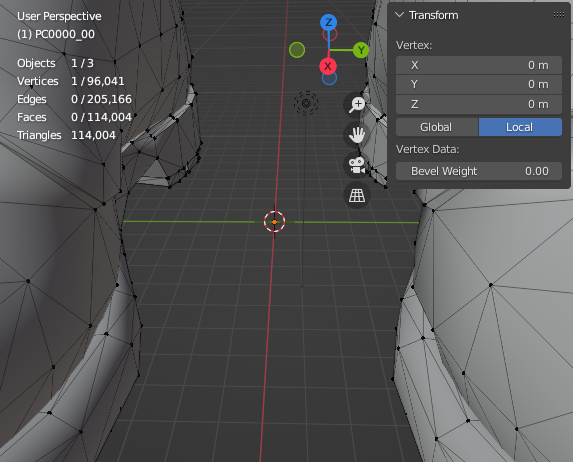 User Perspective
(1) PC0000_00
Objects 1 / 3
Vertices 1 / 96,041
Edges 0 / 205,166
Faces 0 / 114,004
Triangles 114,004
Z
Y
X
Transform
Vertex:
X 0 m
Y 0 m
Z 0 m
Global Local
Vertex Data:
Bevel Weight 0.00